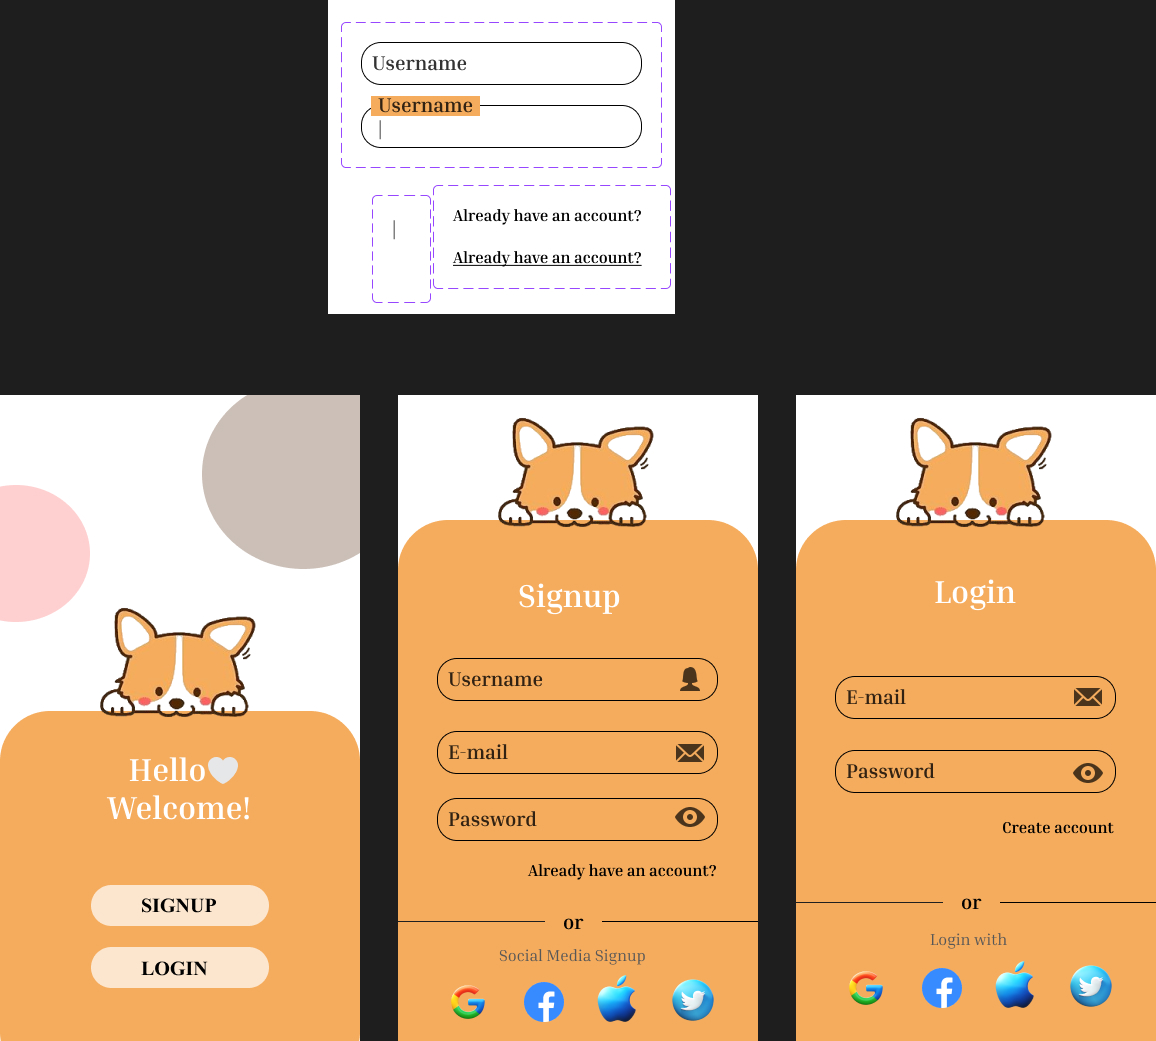 Username
Username
Already have an account?
Already have an account?
Hello
Welcome!
SIGNUP
LOGIN
Signup
Username
E-mail
Password
Already have an account?
or
Social Media Signup
Login
E-mail
Password
Create account
or
Login with